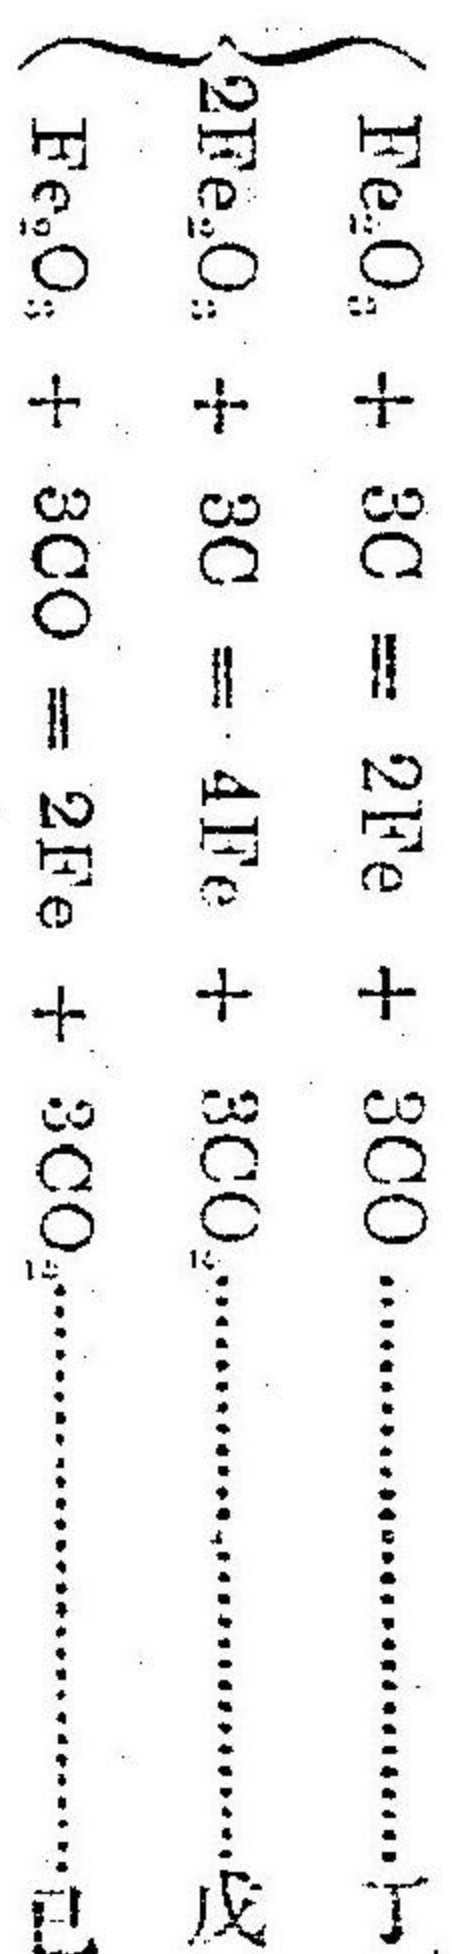 Fe₂O₃ + 3C = 2Fe + 3CO……丁
2Fe₂O₃ + 3C = 4Fe + 3CO₂……戊
Fe₂O₃ + 3CO = 2Fe + 3CO₂……己